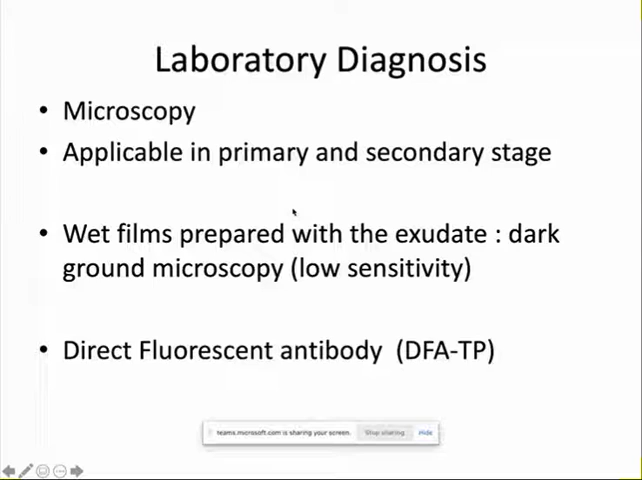 Laboratory Diagnosis
• Microscopy
• Applicable in primary and secondary stage
• Wet films prepared with the exudate : dark
ground microscopy (low sensitivity)
• Direct Fluorescent antibody (DFA-TP)
teams.microsoft.com is sharing your screen. Stop sharing Hide